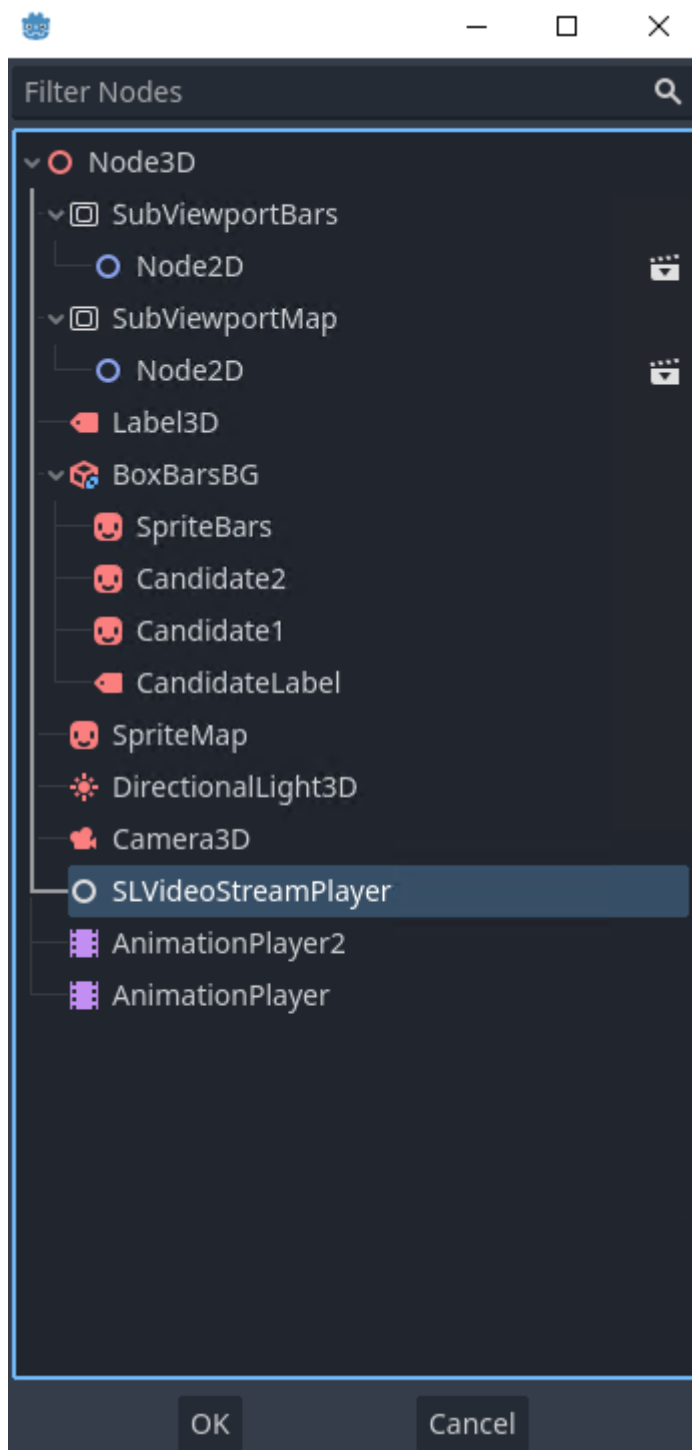 Filter Nodes
Node3D
SubViewportBars
Node2D
SubViewportMap
Node2D
Label3D
BoxBarsBG
SpriteBars
Candidate2
Candidate1
CandidateLabel
SpriteMap
DirectionalLight3D
Camera3D
SLVideoStreamPlayer
AnimationPlayer2
AnimationPlayer
OK Cancel